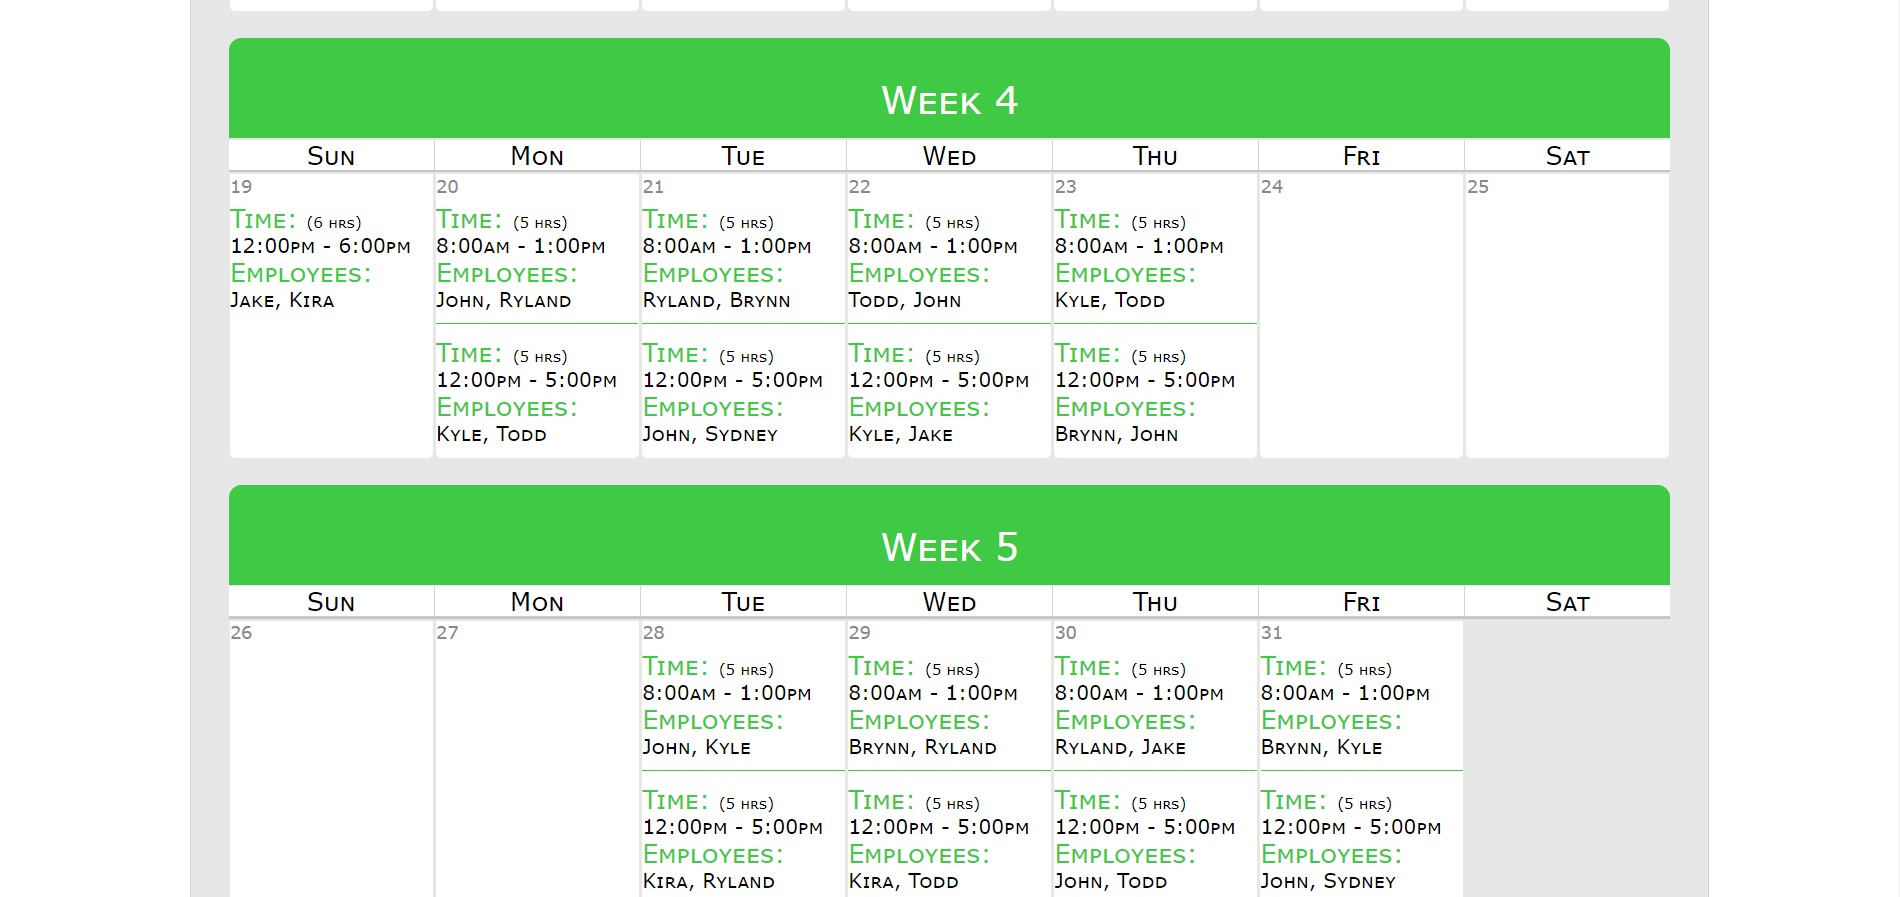 Week 4
Sun Mon Tue Wed Thu Fri Sat
19 20 21 22 23 24 25
Time: (6 hrs) Time: (5 hrs) Time: (5 hrs) Time: (5 hrs) Time: (5 hrs)
12:00pm - 6:00pm 8:00am - 1:00pm 8:00am - 1:00pm 8:00am - 1:00pm 8:00am - 1:00pm
Employees: Employees: Employees: Employees: Employees:
Jake, Kira John, Ryland Ryland, Brynn Todd, John Kyle, Todd
Time: (5 hrs) Time: (5 hrs) Time: (5 hrs) Time: (5 hrs)
12:00pm - 5:00pm 12:00pm - 5:00pm 12:00pm - 5:00pm 12:00pm - 5:00pm
Employees: Employees: Employees: Employees:
Kyle, Todd John, Sydney Kyle, Jake Brynn, John
Week 5
Sun Mon Tue Wed Thu Fri Sat
26 27 28 29 30 31
Time: (5 hrs) Time: (5 hrs) Time: (5 hrs) Time: (5 hrs)
8:00am - 1:00pm 8:00am - 1:00pm 8:00am - 1:00pm 8:00am - 1:00pm
Employees: Employees: Employees: Employees:
John, Kyle Brynn, Ryland Ryland, Jake Brynn, Kyle
Time: (5 hrs) Time: (5 hrs) Time: (5 hrs) Time: (5 hrs)
12:00pm - 5:00pm 12:00pm - 5:00pm 12:00pm - 5:00pm 12:00pm - 5:00pm
Employees: Employees: Employees: Employees:
Kira, Ryland Kira, Todd John, Todd John, Sydney